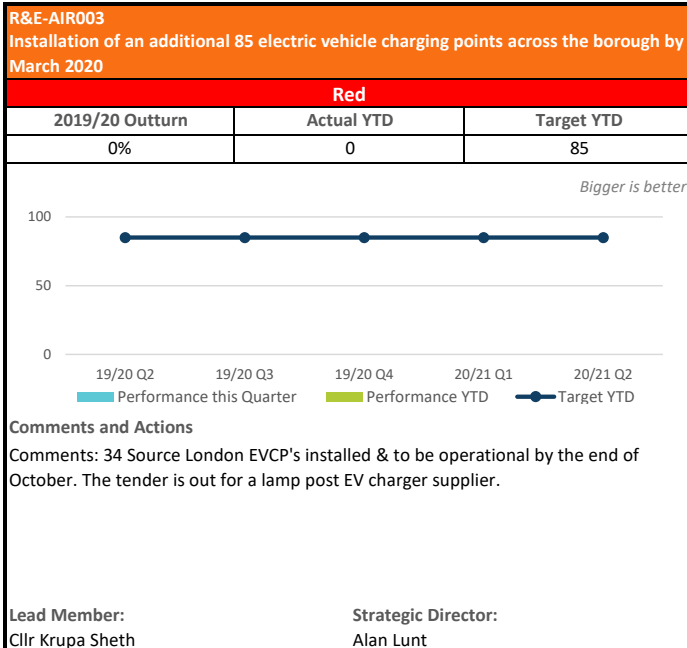 R&E-AIR003
Installation of an additional 85 electric vehicle charging points across the borough by
March 2020
Red
2019/20 Outturn Actual YTD Target YTD
0% 0 85
Bigger is better
100
50
0
19/20 Q2 19/20 Q3 19/20 Q4 20/21 Q1 20/21 Q2
Performance this Quarter Performance YTD Target YTD
Comments and Actions
Comments: 34 Source London EVCP's installed & to be operational by the end of
October. The tender is out for a lamp post EV charger supplier.
Lead Member: Strategic Director:
Cllr Krupa Sheth Alan Lunt